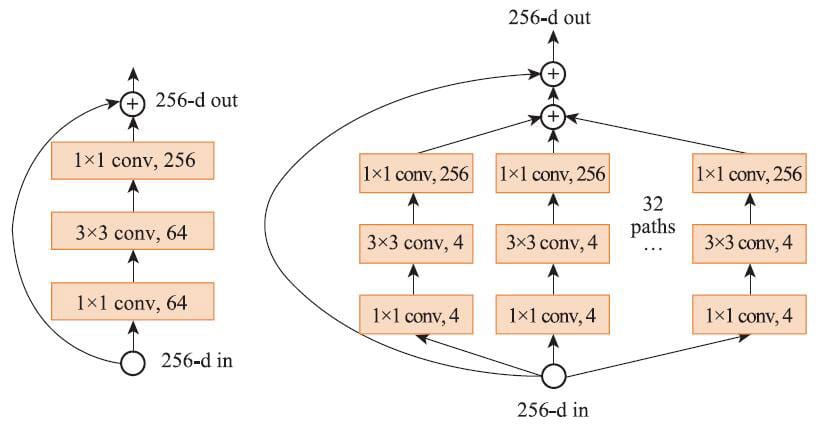 +
256-d out
1×1 conv, 256
3×3 conv, 64
1×1 conv, 64
256-d in
256-d out
+
+
1×1 conv, 256
1×1 conv, 256
1×1 conv, 256
32
paths
...
3×3 conv, 4
3×3 conv, 4
3×3 conv, 4
1×1 conv, 4
1×1 conv, 4
1×1 conv, 4
256-d in